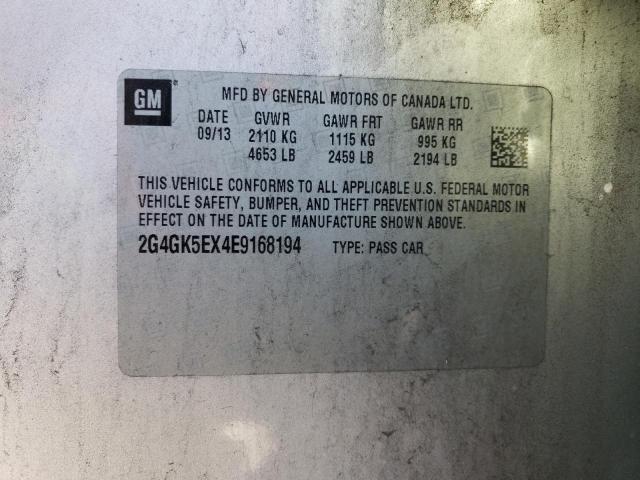 GM
MFD BY GENERAL MOTORS OF CANADA LTD.
DATE GVWR GAWR FRT GAWR RR
09/13 2110 KG 1115 KG 995 KG
4653 LB 2459 LB 2194 LB
THIS VEHICLE CONFORMS TO ALL APPLICABLE U.S. FEDERAL MOTOR
VEHICLE SAFETY, BUMPER, AND THEFT PREVENTION STANDARDS IN
EFFECT ON THE DATE OF MANUFACTURE SHOWN ABOVE.
2G4GK5EX4E9168194 TYPE: PASS CAR